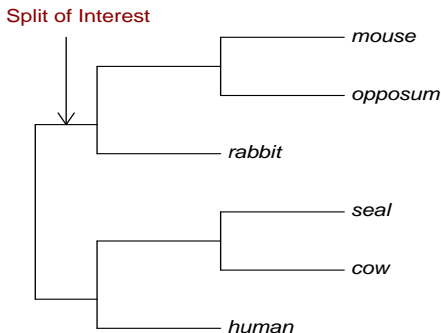 Split of Interest
mouse
opposum
rabbit
seal
cow
human